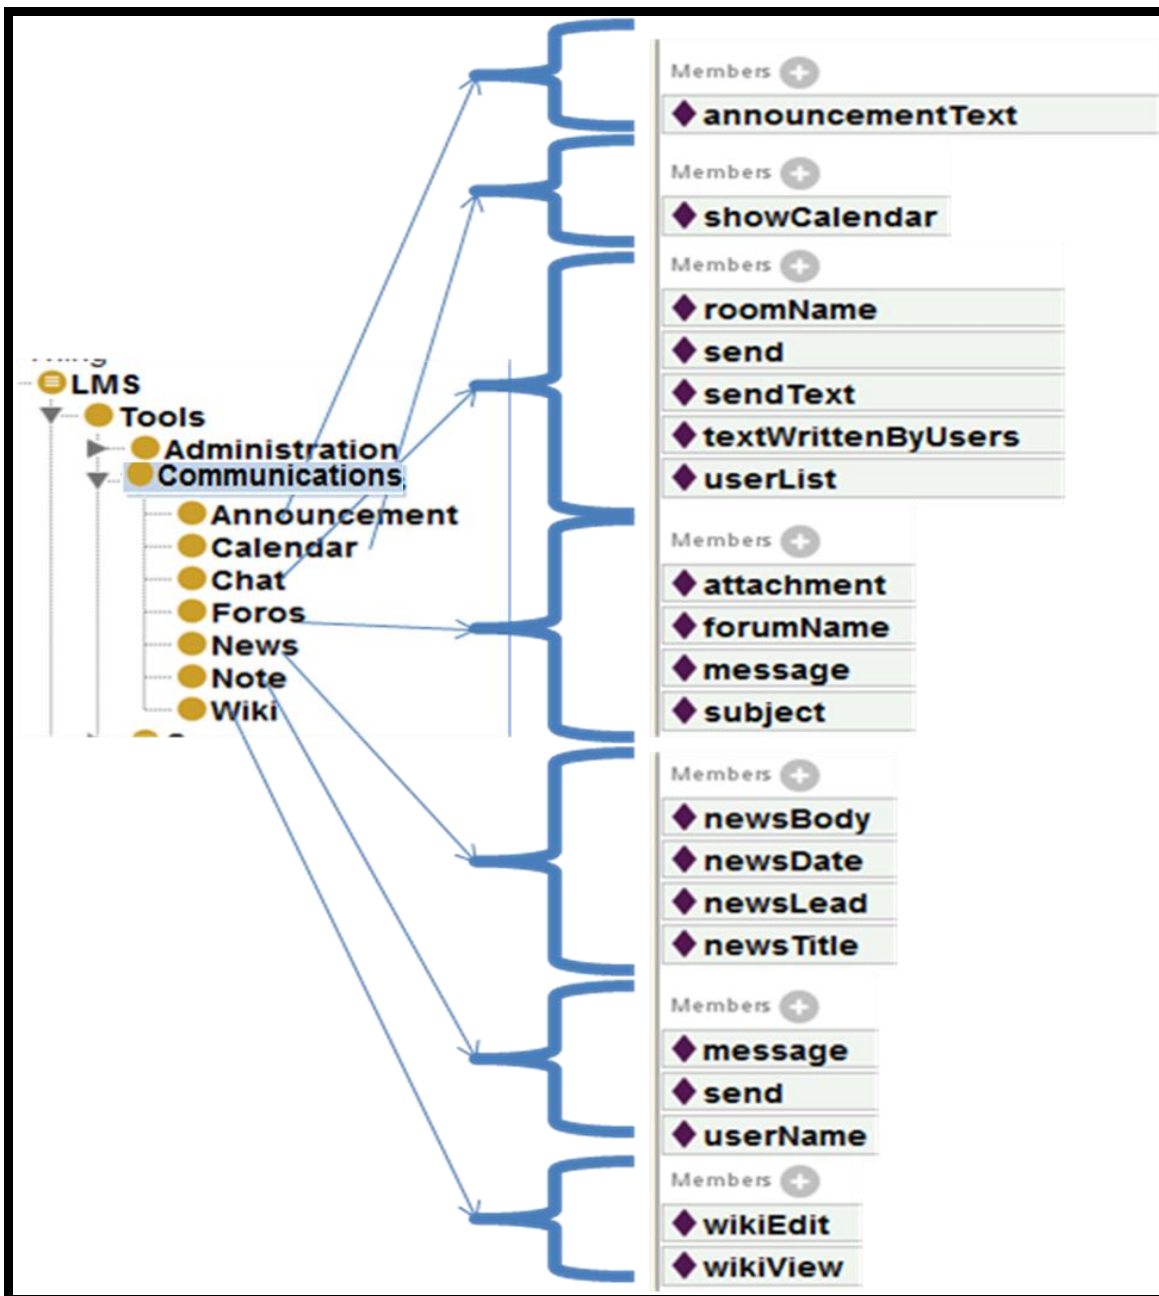 LMS
Tools
Administration
Communications
Announcement
Calendar
Chat
Foros
News
Note
Wiki
Members
announcementText
Members
showCalendar
Members
roomName
send
sendText
textWrittenByUsers
userList
Members
attachment
forumName
message
subject
Members
newsBody
newsDate
newsLead
newsTitle
Members
message
send
userName
Members
wikiEdit
wikiView